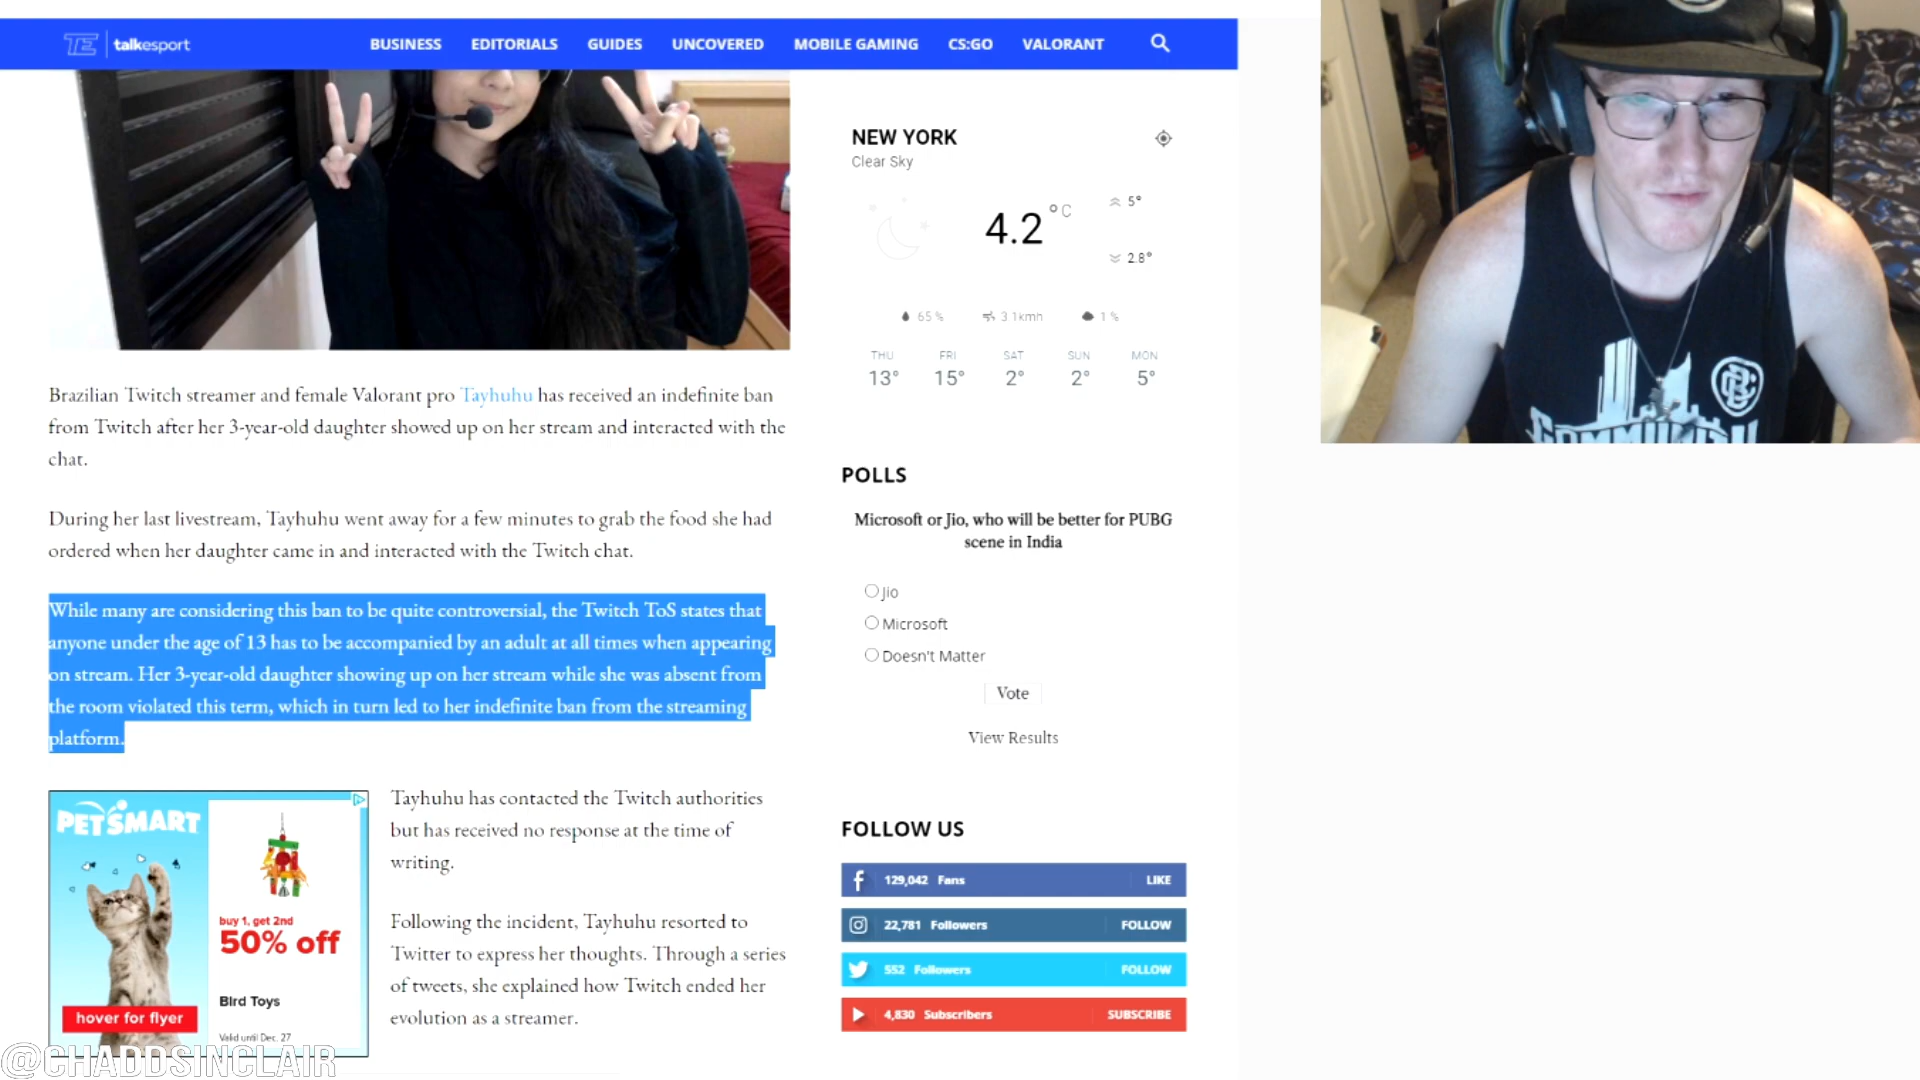 TE talkesport
BUSINESS EDITORIALS GUIDES UNCOVERED MOBILE GAMING CS:GO VALORANT
Brazilian Twitch streamer and female Valorant pro Tayhuhu has received an indefinite ban
from Twitch after her 3-year-old daughter showed up on her stream and interacted with the
chat.
During her last livestream, Tayhuhu went away for a few minutes to grab the food she had
ordered when her daughter came in and interacted with the Twitch chat.
While many are considering this ban to be quite controversial, the Twitch ToS states that
anyone under the age of 13 has to be accompanied by an adult at all times when appearing
on stream. Her 3-year-old daughter showing up on her stream while she was absent from
the room violated this term, which in turn led to her indefinite ban from the streaming
platform.
PETSMART
buy 1, get 2nd
50% off
Bird Toys
hover for flyer
Valid until Dec. 27
Tayhuhu has contacted the Twitch authorities
but has received no response at the time of
writing.
Following the incident, Tayhuhu resorted to
Twitter to express her thoughts. Through a series
of tweets, she explained how Twitch ended her
evolution as a streamer.
NEW YORK
Clear Sky
4.2 °C
5°
2.8°
65% 3.1kmh 1%
THU FRI SAT SUN MON
13° 15° 2° 2° 5°
POLLS
Microsoft or Jio, who will be better for PUBG
scene in India
Jio
Microsoft
Doesn't Matter
Vote
View Results
FOLLOW US
129,042 Fans LIKE
22,781 Followers FOLLOW
552 Followers FOLLOW
4,830 Subscribers SUBSCRIBE
COMMUNITY
@CHADDSINCLAIR